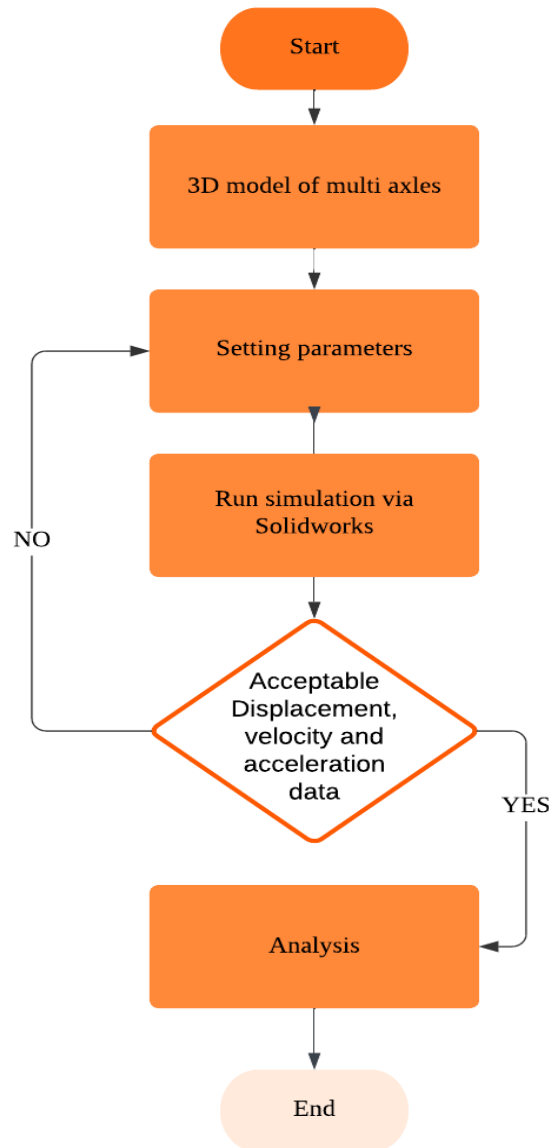 Start
3D model of multi axles
Setting parameters
Run simulation via
Solidworks
NO
Acceptable
Displacement,
velocity and
acceleration
data
YES
Analysis
End